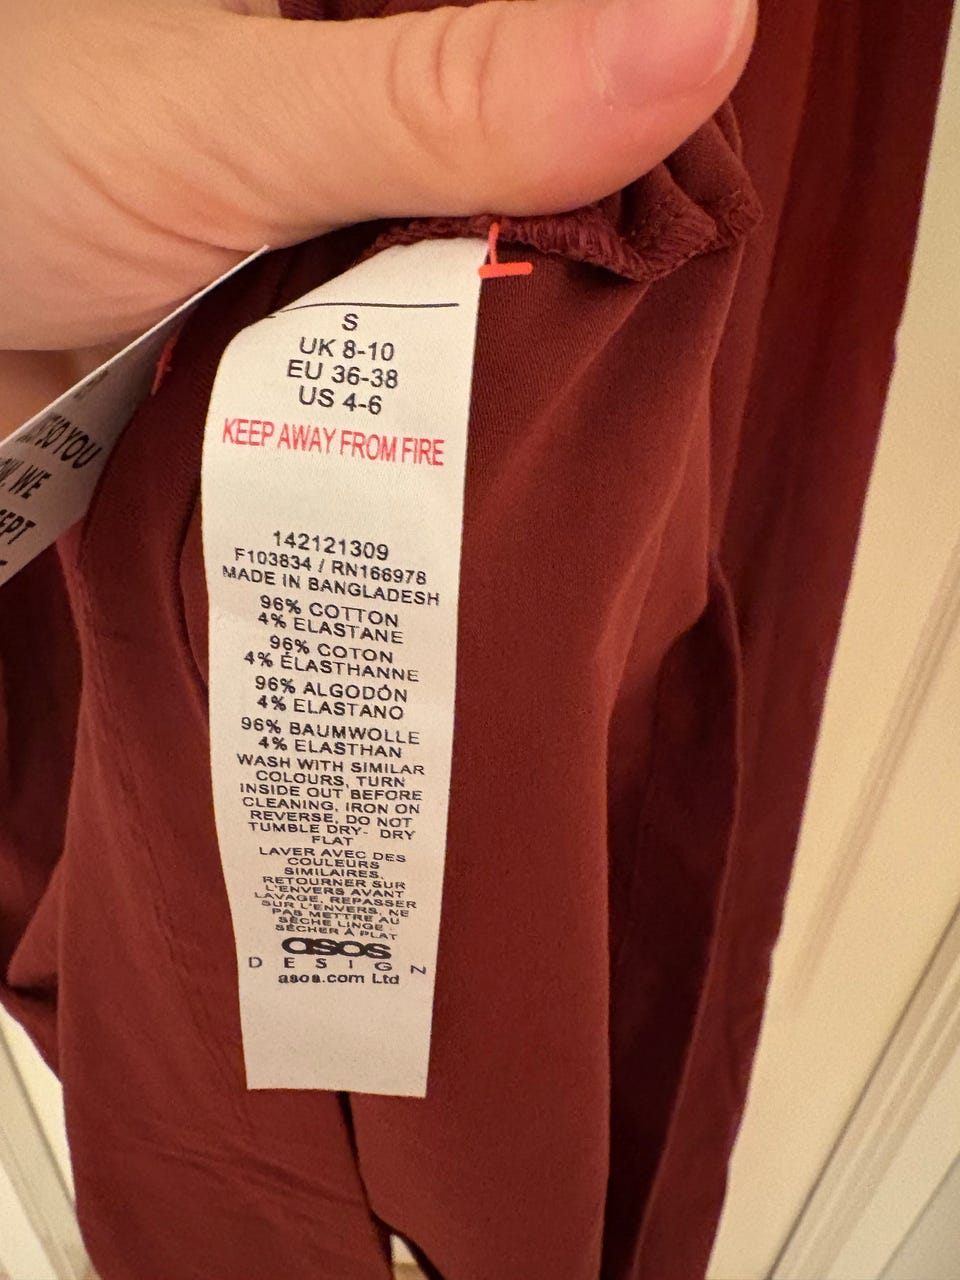 S
UK 8-10
EU 36-38
US 4-6
KEEP AWAY FROM FIRE
142121309
F103834 / RN166978
MADE IN BANGLADESH
96% COTTON
4% ELASTANE
96% COTON
4% ÉLASTHANNE
96% ALGODÓN
4% ELASTANO
96% BAUMWOLLE
4% ELASTHAN
WASH WITH SIMILAR
COLOURS, TURN
INSIDE OUT BEFORE
CLEANING, IRON ON
REVERSE, DO NOT
TUMBLE DRY- DRY
FLAT
LAVER AVEC DES
COULEURS
SIMILAIRES,
RETOURNER SUR
L'ENVERS AVANT
LAVAGE, REPASSER
SUR L'ENVERS, NE
PAS METTRE AU
SÈCHE LINGE -
SÉCHER À PLAT
asos
DESIGN
asos.com Ltd
SO YOU
WE